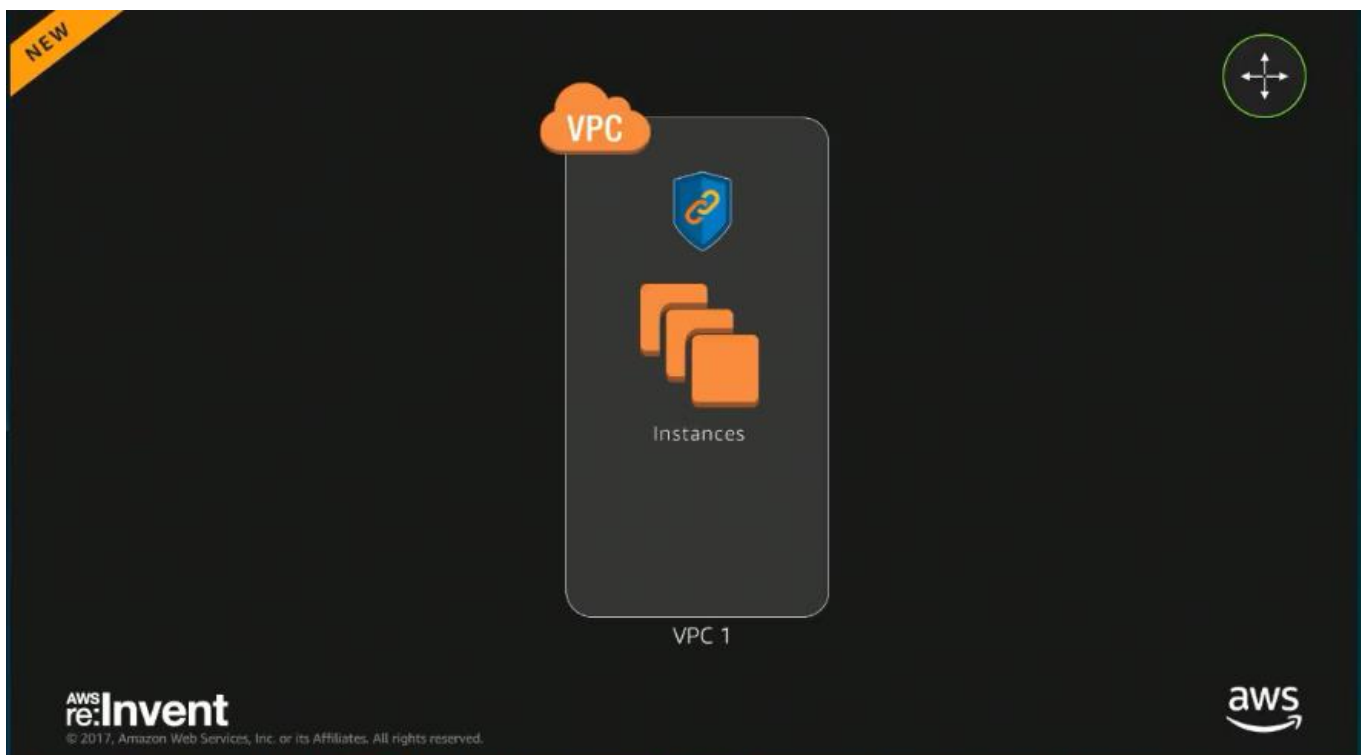 NEW
VPC
Instances
VPC 1
AWS
re:Invent
© 2017, Amazon Web Services, Inc. or its Affiliates. All rights reserved.
aws